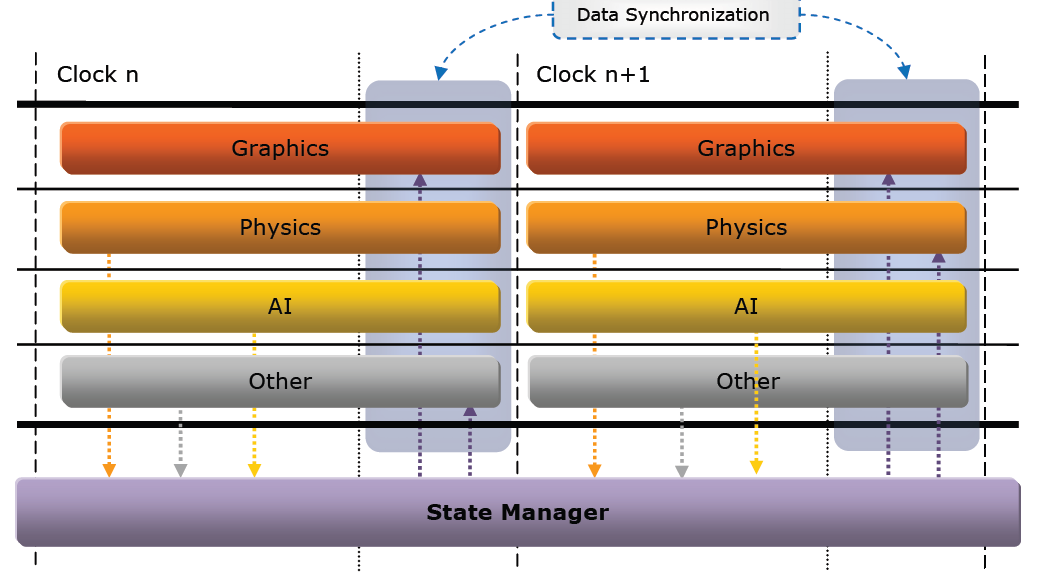 Data Synchronization
Clock n
Clock n+1
Graphics
Graphics
Physics
Physics
AI
AI
Other
Other
State Manager